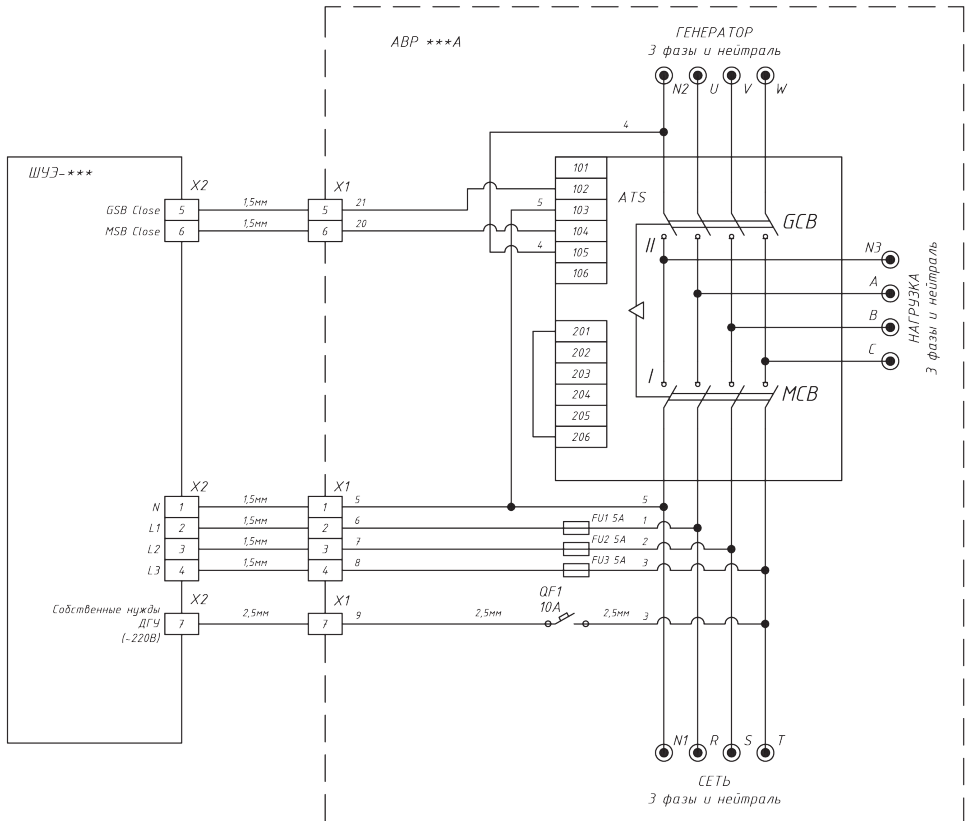 АВР ***А
ГЕНЕРАТОР
3 фазы и нейтраль
N2 U V W
4
ШУЭ-***
X2 X1
GSB Close 5 1,5мм 5 21
MSB Close 6 1,5мм 6 20
101
102
5 103
104
4 105
106
ATS
GCB
II
N3
A
B
C
НАГРУЗКА
3 фазы и нейтраль
201
202
203
204
205
206
I
MCB
X2 X1
N 1 1,5мм 1 5 5
L1 2 1,5мм 2 6 FU1 5А 1
L2 3 1,5мм 3 7 FU2 5А 2
L3 4 1,5мм 4 8 FU3 5А 3
X2 X1
QF1
10А
Собственные нужды
ДГУ
(~220В)
7 2,5мм 7 9 2,5мм 2,5мм 3
N1 R S T
СЕТЬ
3 фазы и нейтраль